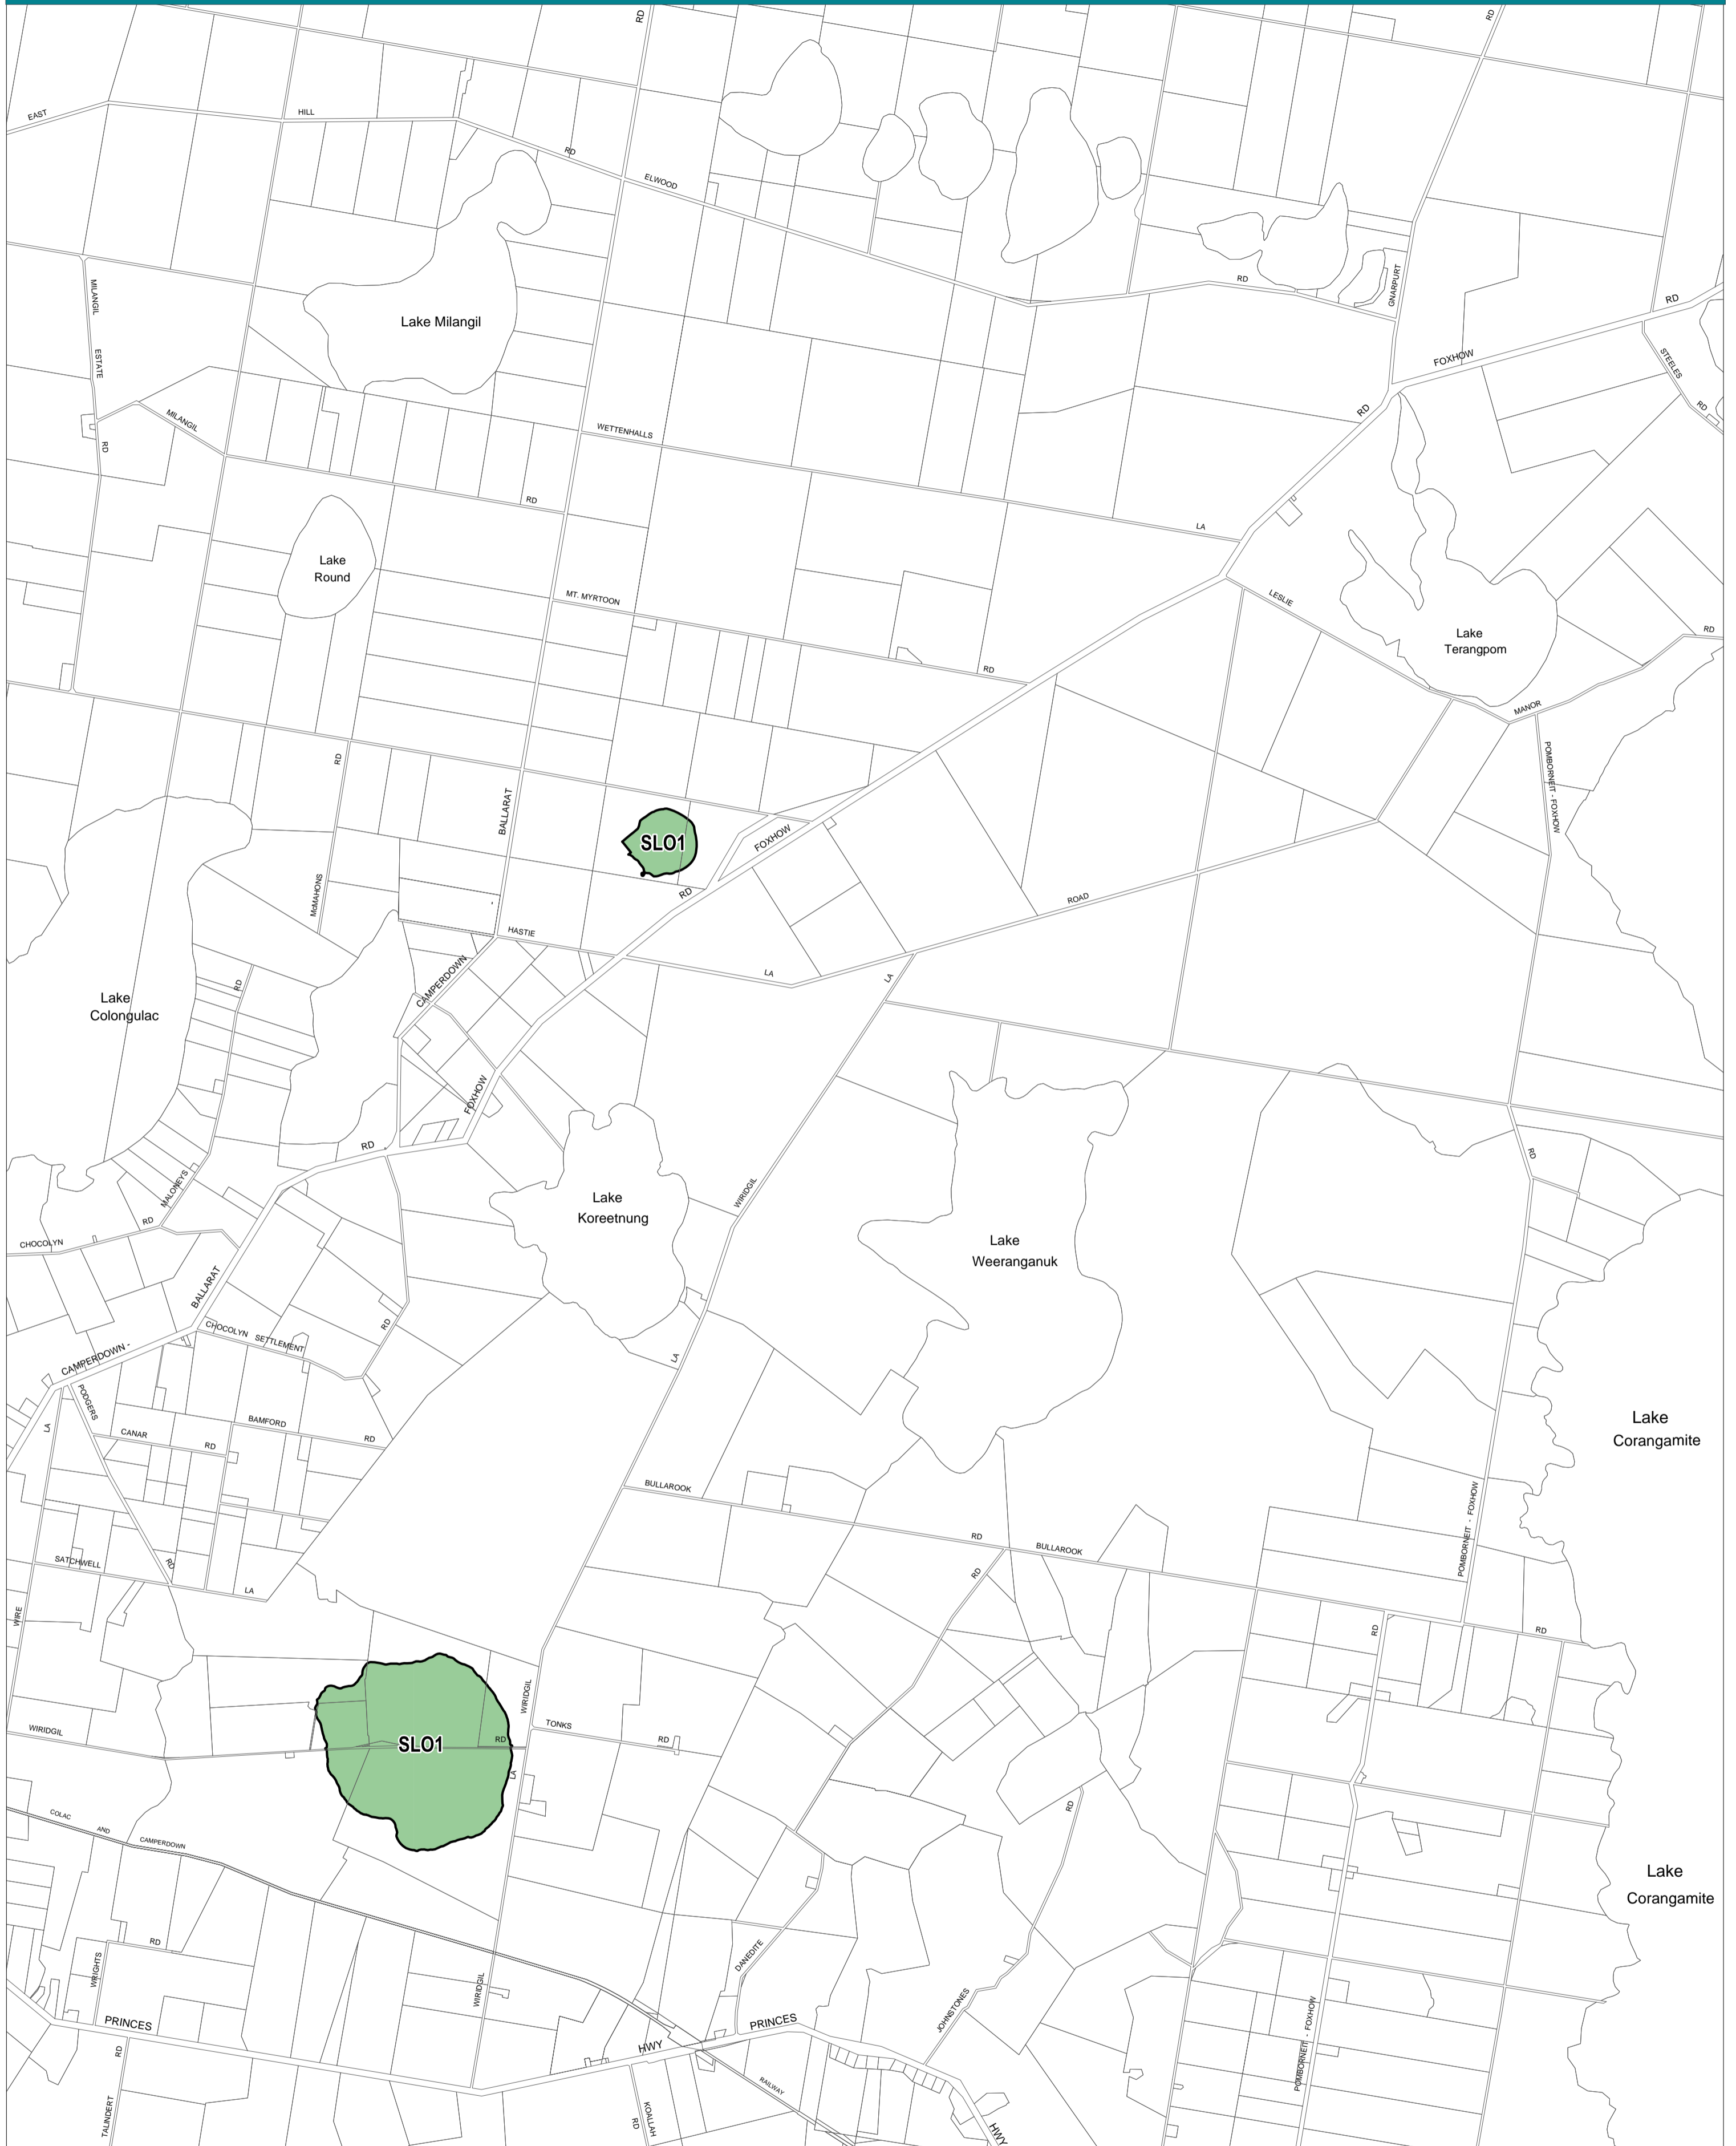 RD
RD
EAST
HILL
RD
ELWOOD
RD
GNARPURT
RD
MILANGIL
ESTATE
RD
Lake Milangil
FOXHOW
STEELES
RD
RD
MILANGIL
RD
WETTENHALLS
LA
Lake
Round
MT. MYRTOON
RD
LESLIE
Lake
Terangpom
RD
MANOR
POMBORNEIT - FOXHOW
RD
RD
BALLARAT
SLO1
FOXHOW
RD
McMAHONS
HASTIE
LA
ROAD
LA
CAMPERDOWN
RD
Lake
Colongulac
FOXHOW
RD
MALONEYS
RD
CHOCOLYN
Lake
Koreetnung
WIRIDGIL
LA
Lake
Weeranganuk
BALLARAT
CHOCOLYN SETTLEMENT
RD
CAMPERDOWN -
PODGERS
LA
CANAR
RD
BAMFORD
RD
Lake
Corangamite
BULLAROOK
RD
BULLAROOK
POMBORNEIT - FOXHOW
RD
SATCHWELL
RD
LA
WIRE
RD
RD
WIRIDGIL
SLO1
RD
WIRIDGIL
LA
TONKS
RD
RD
COLAC
AND
CAMPERDOWN
Lake
Corangamite
RD
WRIGHTS
WIRIDGIL
DANEDITE
JOHNSTONES
POMBORNEIT - FOXHOW
PRINCES
HWY
PRINCES
RD
TALINDERT
KOALLAH
RD
RAILWAY
HWY